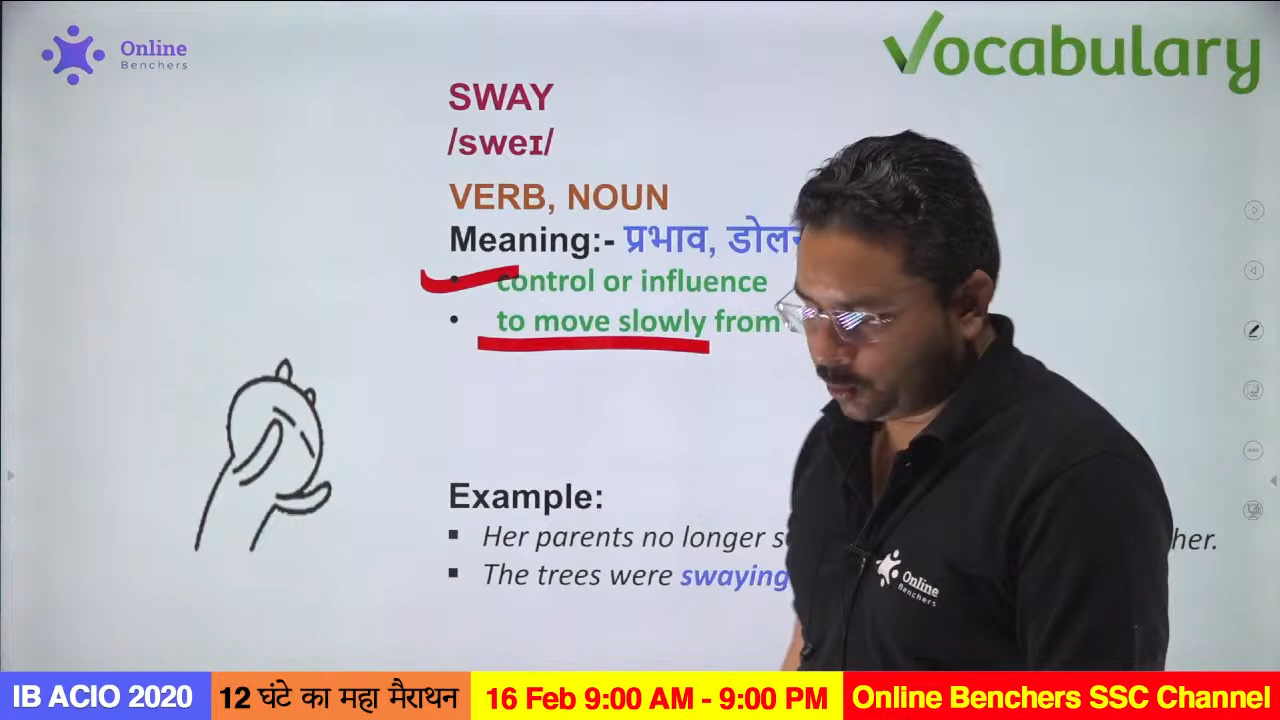 Online
Benchers
Vocabulary
SWAY
/sweɪ/
VERB, NOUN
Meaning:- प्रभाव,
control or influence
to move slowly from
Example:
Her parents no longer
her.
The trees were swaying
Online
Benchers
IB ACIO 2020
12 घंटे का महा मैराथन
16 Feb 9:00 AM - 9:00 PM
Online Benchers SSC Channel